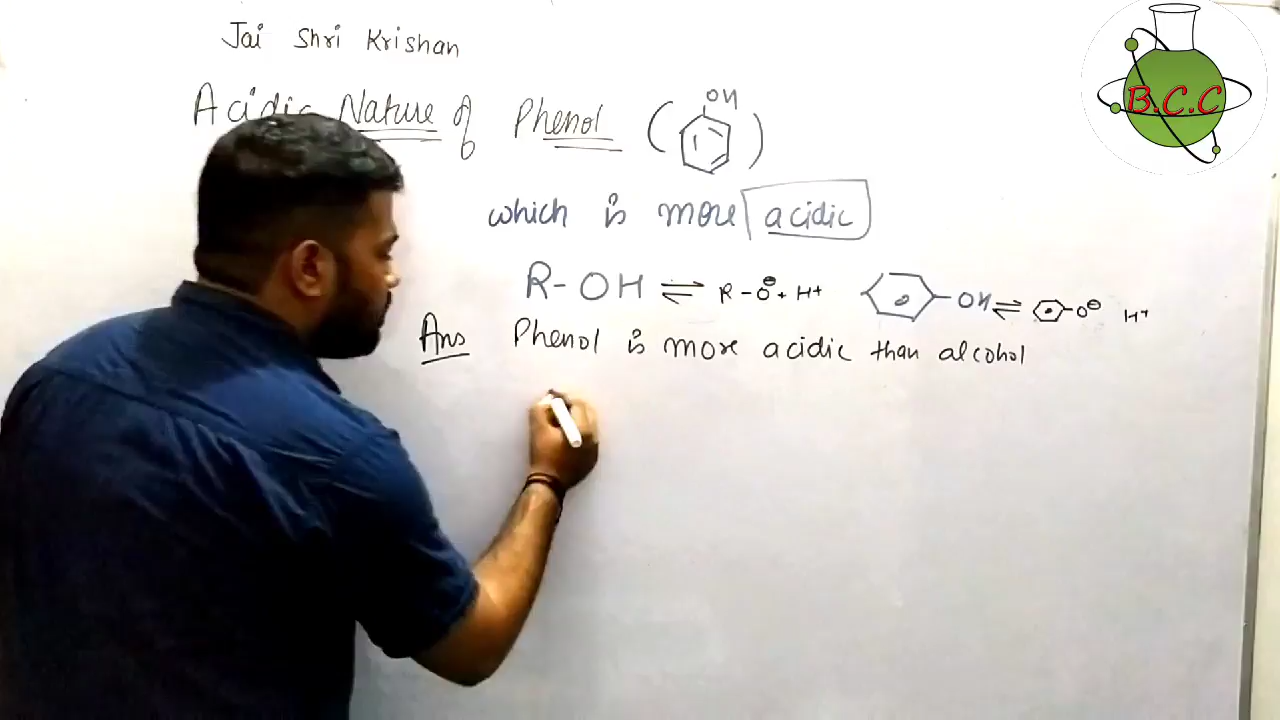 Jai Shri Krishan
B.C.C
Acidic Nature of Phenol (OH)
which is more acidic
R-OH ⇌ R-O⊖ + H+ -OH ⇌ -O⊖ H+
Ans Phenol is more acidic than alcohol